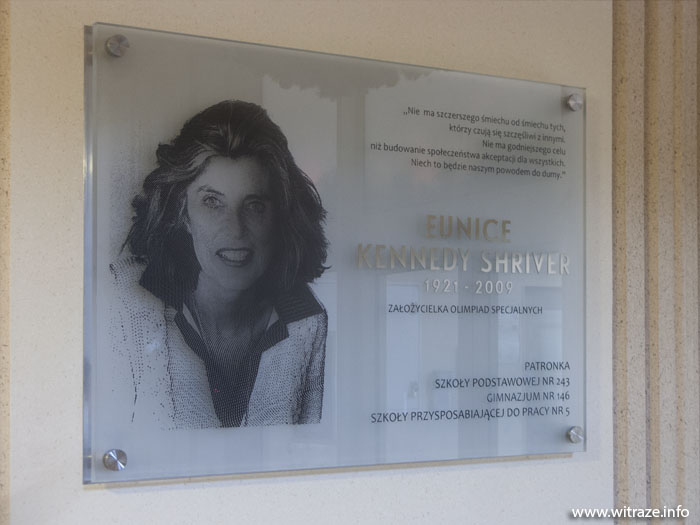 „Nie ma szczerszego śmiechu od śmiechu tych,
którzy czują się szczęśliwi z innymi.
Nie ma godniejszego celu
niż budowanie społeczeństwa akceptacji dla wszystkich.
Niech to będzie naszym powodem do dumy."
EUNICE
KENNEDY SHRIVER
1921 - 2009
ZAŁOŻYCIELKA OLIMPIAD SPECJALNYCH
PATRONKA
SZKOŁY PODSTAWOWEJ NR 243
GIMNAZJUM NR 146
SZKOŁY PRZYSPOSABIAJĄCEJ DO PRACY NR 5
www.witraze.info